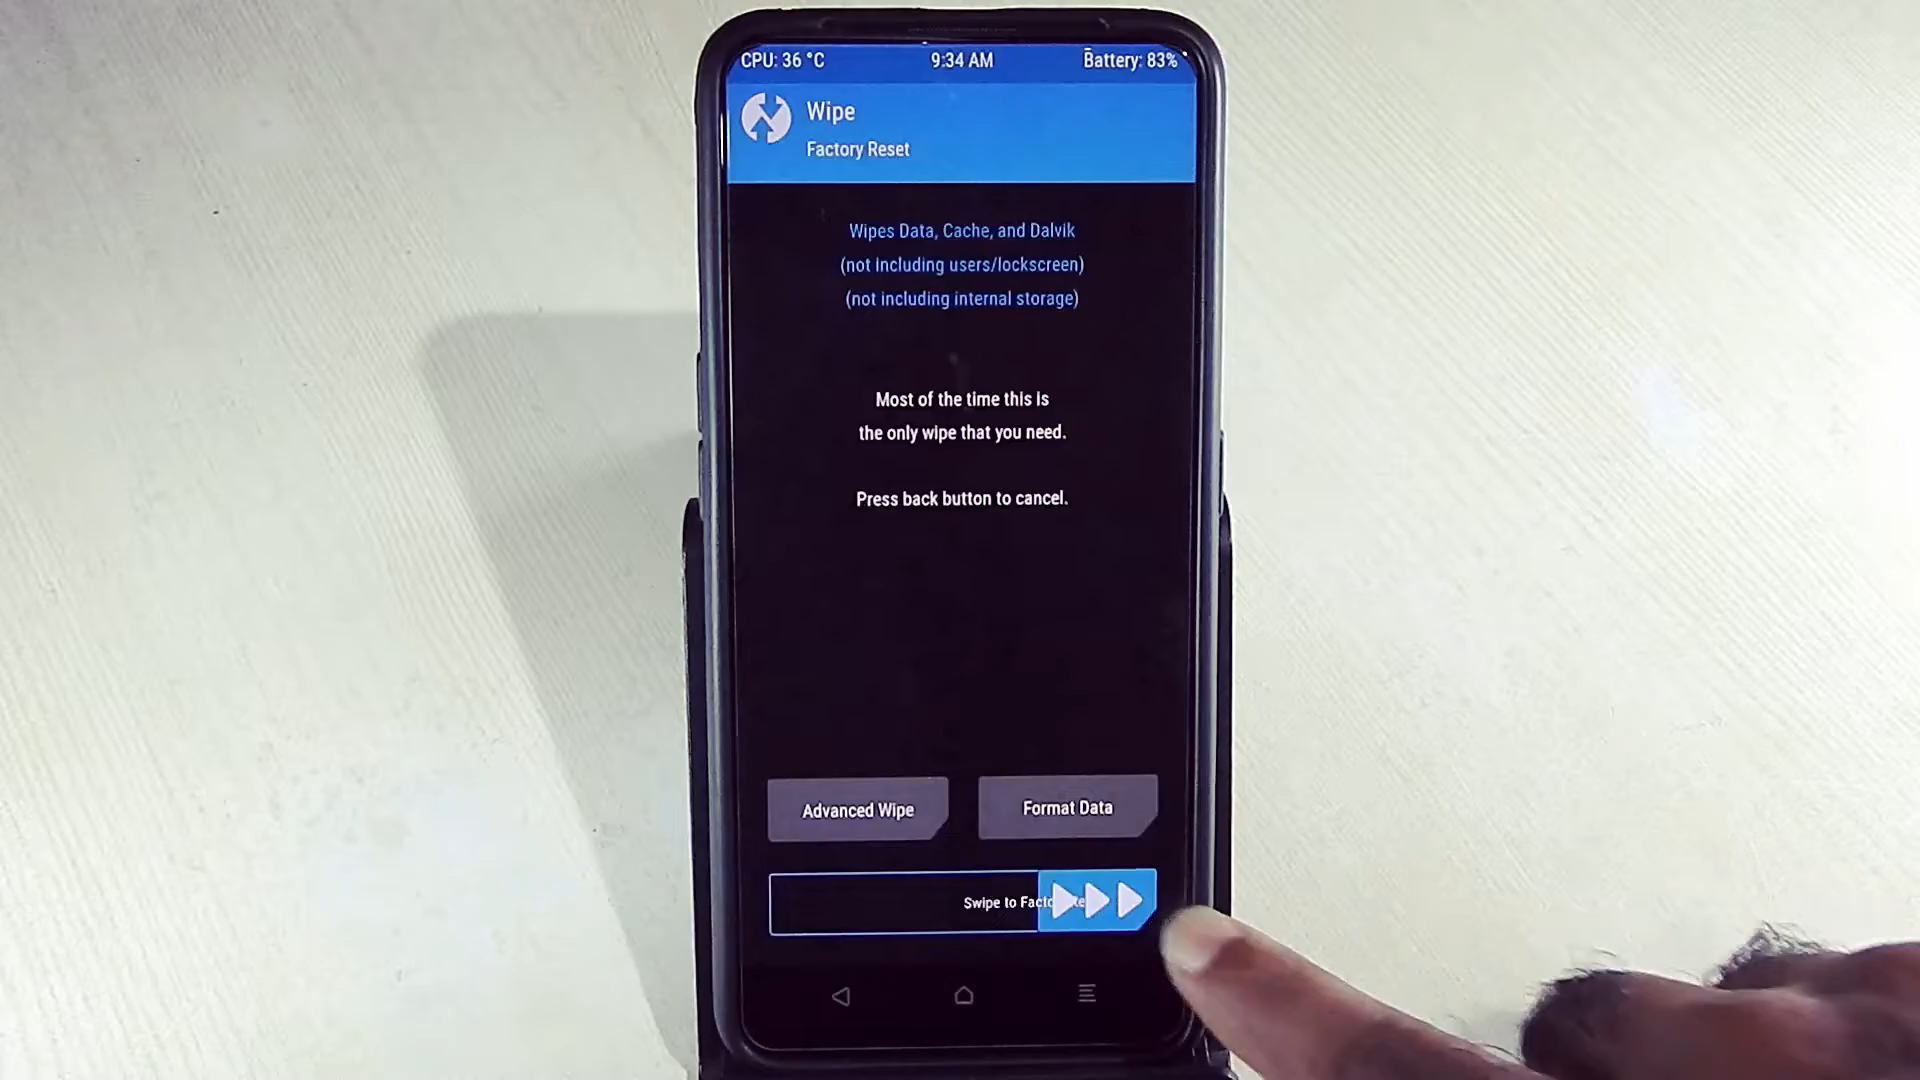 CPU: 36 °C 9:34 AM Battery: 83%
Wipe
Factory Reset
Wipes Data, Cache, and Dalvik
(not including users/lockscreen)
(not including internal storage)
Most of the time this is
the only wipe that you need.
Press back button to cancel.
Advanced Wipe Format Data
Swipe to Facto